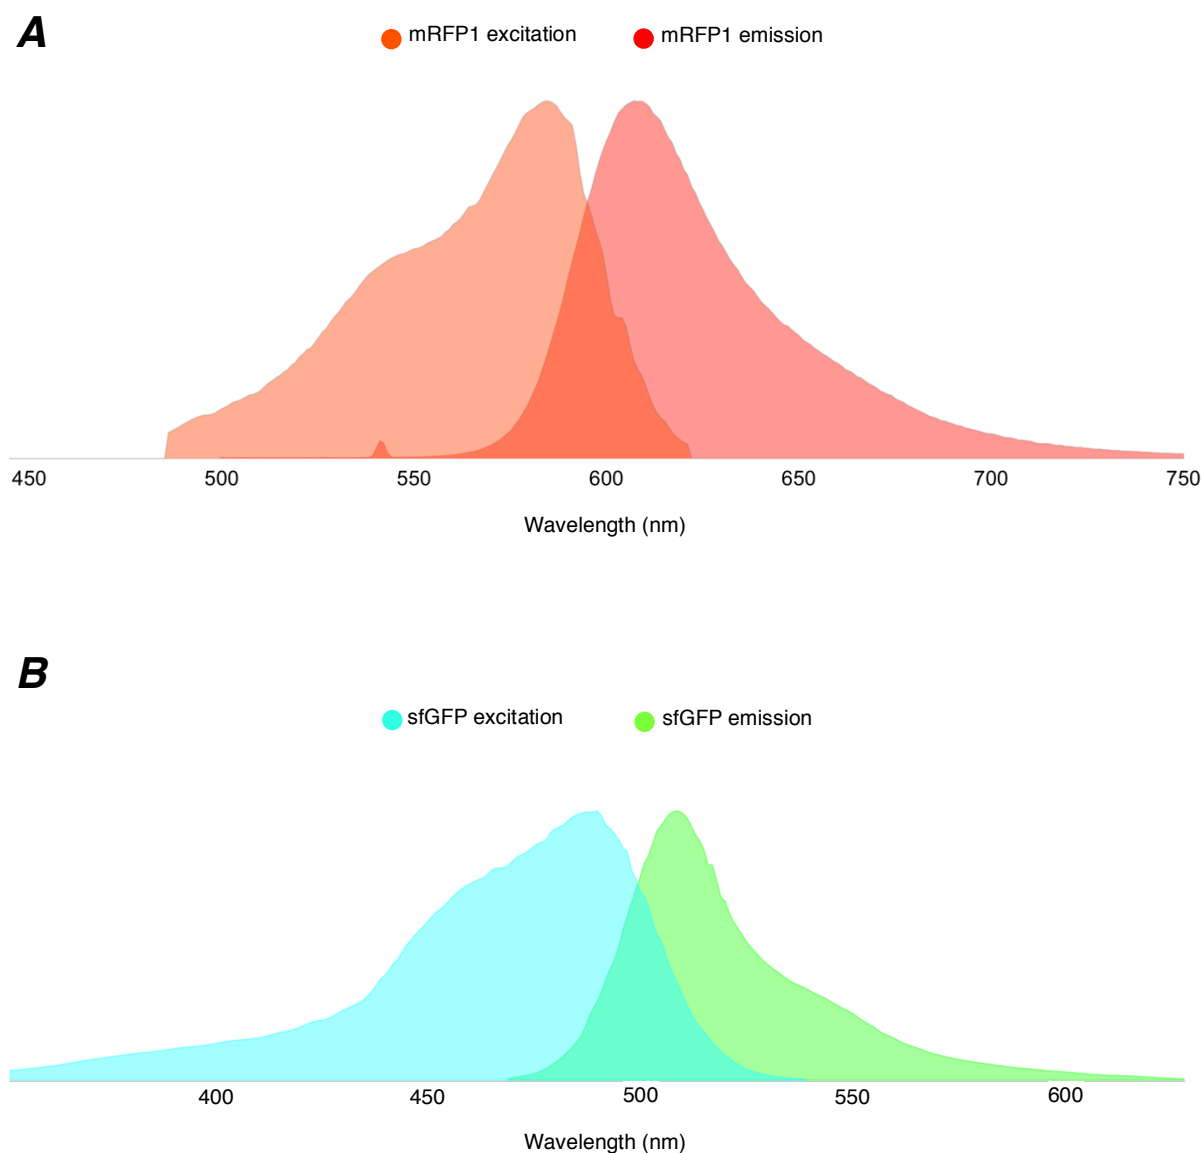 A
mRFP1 excitation mRFP1 emission
450 500 550 600 650 700 750
Wavelength (nm)
B
sfGFP excitation sfGFP emission
400 450 500 550 600
Wavelength (nm)